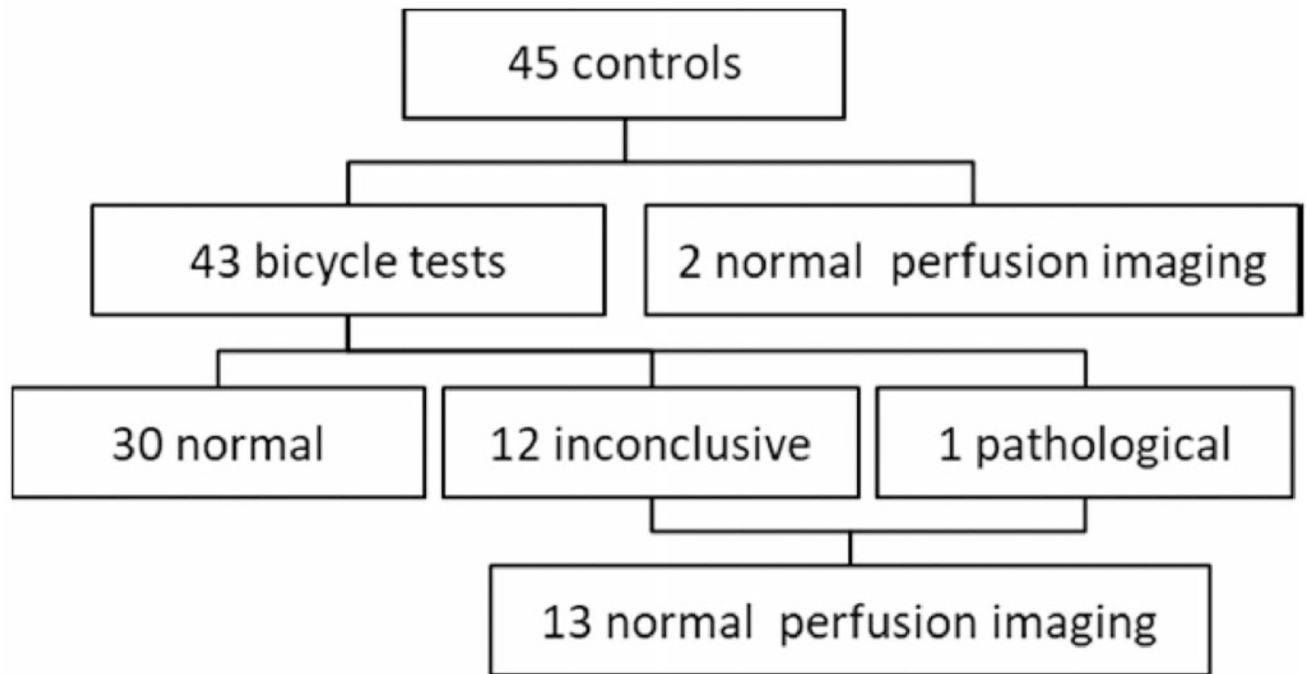 45 controls
43 bicycle tests
2 normal perfusion imaging
30 normal
12 inconclusive
1 pathological
13 normal perfusion imaging